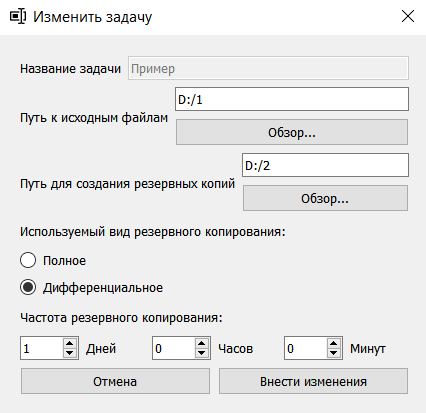 Изменить задачу
Название задачи Пример
D:/1
Путь к исходным файлам
Обзор...
D:/2
Путь для создания резервных копий
Обзор...
Используемый вид резервного копирования:
Полное
Дифференциальное
Частота резервного копирования:
1 Дней 0 Часов 0 Минут
Отмена Внести изменения